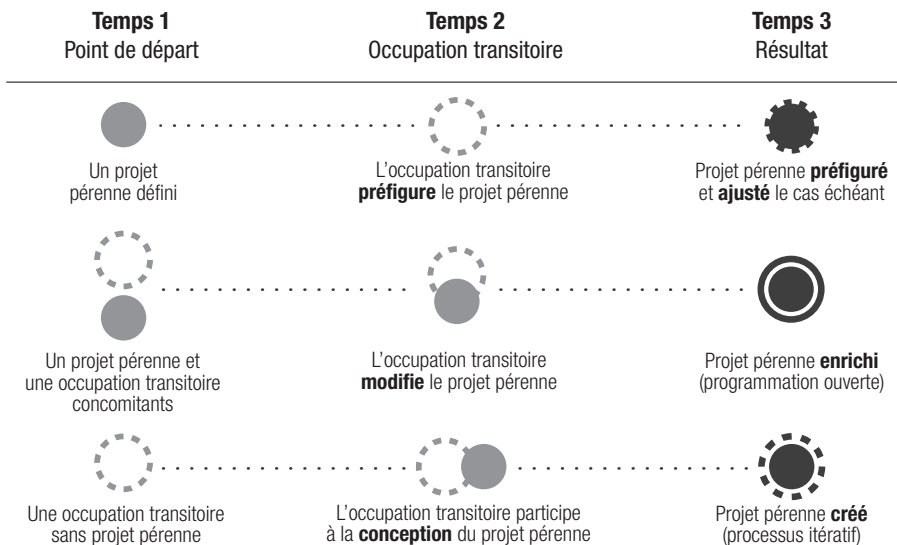 Temps 1
Point de départ
Temps 2
Occupation transitoire
Temps 3
Résultat
Un projet
pérenne défini
L'occupation transitoire
préfigure le projet pérenne
Projet pérenne préfiguré
et ajusté le cas échéant
Un projet pérenne et
une occupation transitoire
concomitants
L'occupation transitoire
modifie le projet pérenne
Projet pérenne enrichi
(programmation ouverte)
Une occupation transitoire
sans projet pérenne
L'occupation transitoire participe
à la conception du projet pérenne
Projet pérenne créé
(processus itératif)